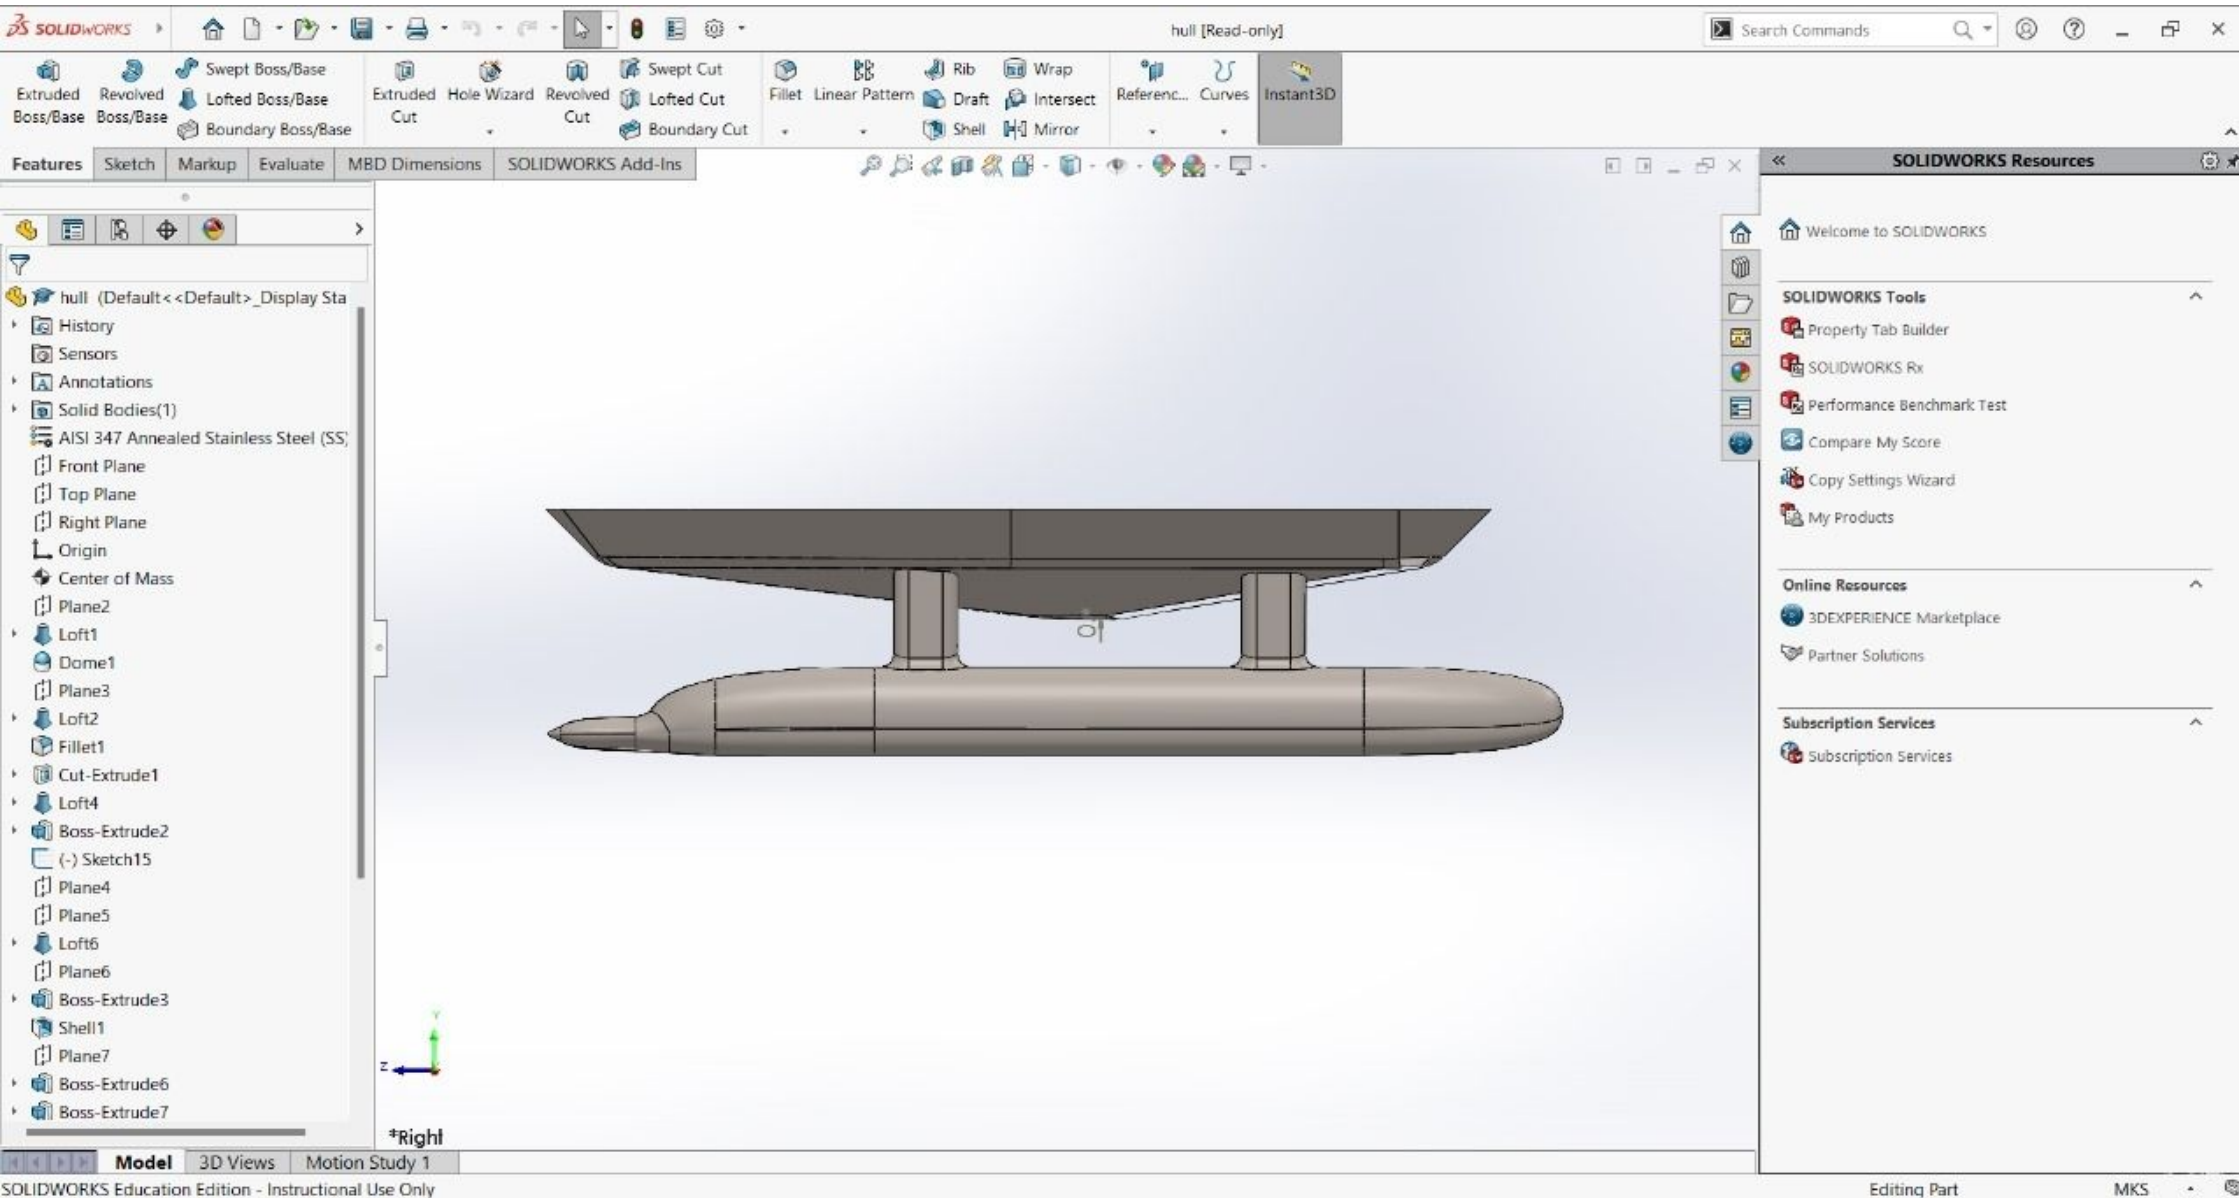 SOLIDWORKS
hull [Read-only]
Search Commands
Extruded Boss/Base
Revolved Boss/Base
Swept Boss/Base
Lofted Boss/Base
Boundary Boss/Base
Extruded Cut
Hole Wizard
Revolved Cut
Swept Cut
Lofted Cut
Boundary Cut
Fillet
Linear Pattern
Rib
Draft
Shell
Wrap
Intersect
Mirror
Referenc...
Curves
Instant3D
Features
Sketch
Markup
Evaluate
MBD Dimensions
SOLIDWORKS Add-Ins
hull (Default<<Default>_Display Sta
History
Sensors
Annotations
Solid Bodies(1)
AISI 347 Annealed Stainless Steel (SS)
Front Plane
Top Plane
Right Plane
Origin
Center of Mass
Plane2
Loft1
Dome1
Plane3
Loft2
Fillet1
Cut-Extrude1
Loft4
Boss-Extrude2
(-) Sketch15
Plane4
Plane5
Loft6
Plane6
Boss-Extrude3
Shell1
Plane7
Boss-Extrude6
Boss-Extrude7
Y
Z
*Right
SOLIDWORKS Resources
Welcome to SOLIDWORKS
SOLIDWORKS Tools
Property Tab Builder
SOLIDWORKS Rx
Performance Benchmark Test
Compare My Score
Copy Settings Wizard
My Products
Online Resources
3DEXPERIENCE Marketplace
Partner Solutions
Subscription Services
Subscription Services
Model
3D Views
Motion Study 1
SOLIDWORKS Education Edition - Instructional Use Only
Editing Part
MKS